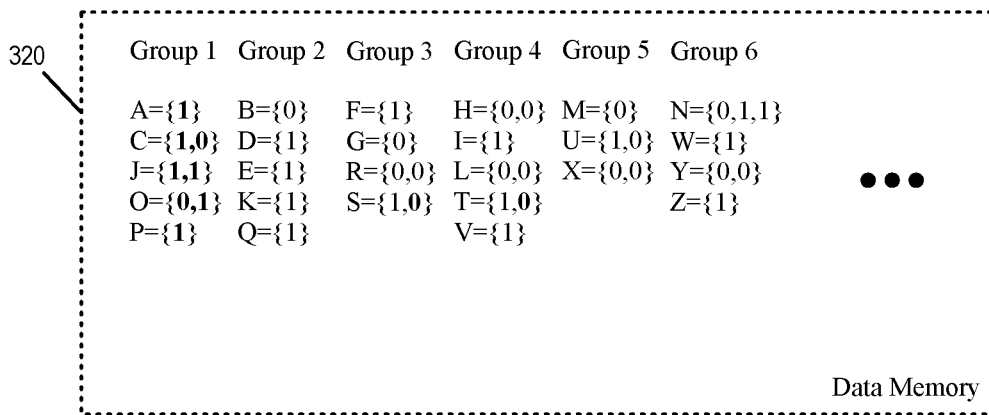 320
Group 1 Group 2 Group 3 Group 4 Group 5 Group 6
A={1} B={0} F={1} H={0,0} M={0} N={0,1,1}
C={1,0} D={1} G={0} I={1} U={1,0} W={1}
J={1,1} E={1} R={0,0} L={0,0} X={0,0} Y={0,0}
O={0,1} K={1} S={1,0} T={1,0} Z={1}
P={1} Q={1} V={1}
Data Memory